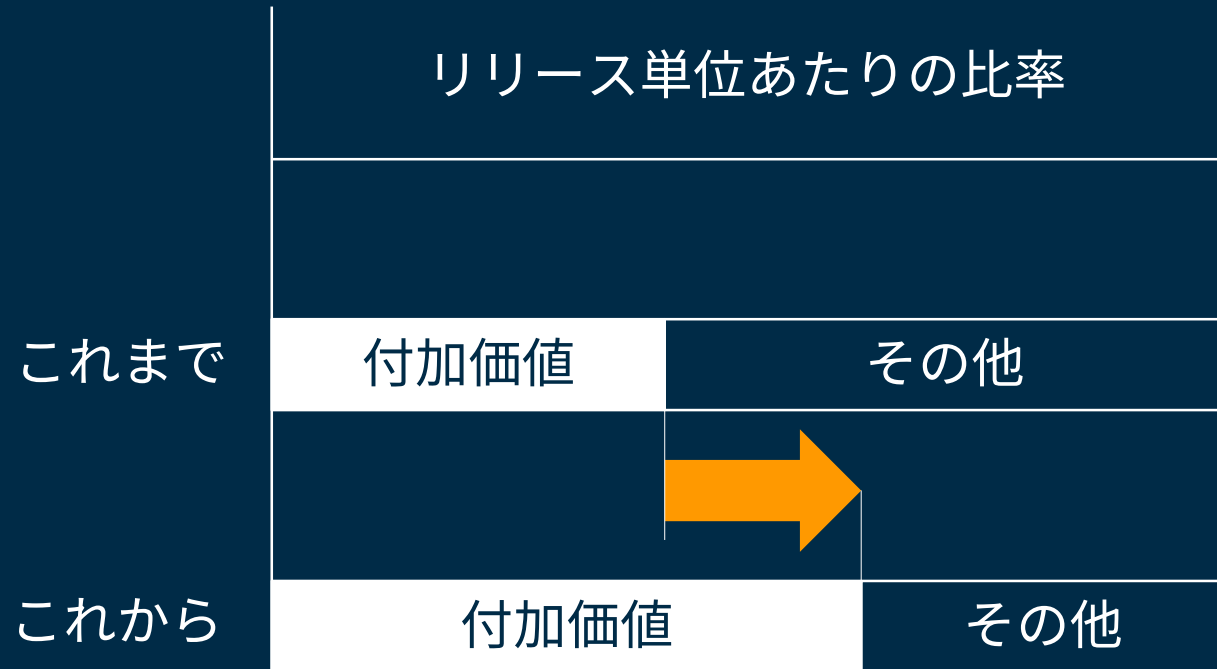 リリース単位あたりの比率
これまで
付加価値
その他
これから
付加価値
その他